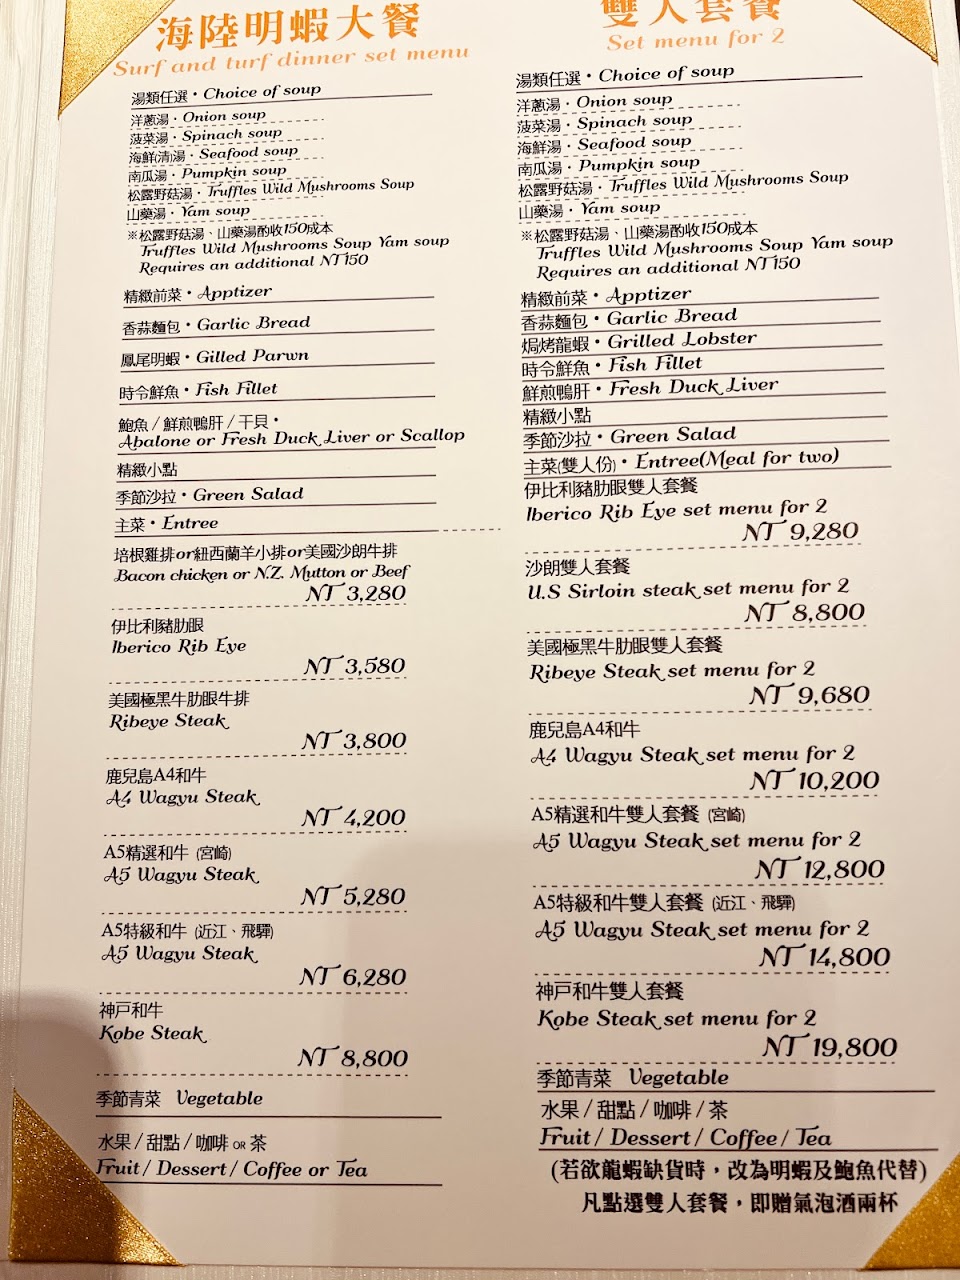 海陸明蝦大餐
Surf and turf dinner set menu
湯類任選・Choice of soup
洋蔥湯・Onion soup
菠菜湯・Spinach soup
海鮮(清)湯・Seafood soup
南瓜湯・Pumpkin soup
松露野菇湯・Truffles Wild Mushrooms Soup
山藥湯・Yam soup
※松露野菇湯、山藥湯酌收150成本
Truffles Wild Mushrooms Soup Yam soup
Requires an additional NT150
精緻前菜・Apptizer
香蒜麵包・Garlic Bread
鳳尾明蝦・Gilled Parwn
時令鮮魚・Fish Fillet
鮑魚/鮮煎鴨肝/干貝・
Abalone or Fresh Duck Liver or Scallop
精緻小點
季節沙拉・Green Salad
主菜・Entree
培根雞排or紐西蘭羊小排or美國沙朗牛排
Bacon chicken or N.Z. Mutton or Beef
NT 3,280
伊比利豬肋眼
Iberico Rib Eye
NT 3,580
美國極黑牛肋眼牛排
Ribeye Steak
NT 3,800
鹿兒島A4和牛
A4 Wagyu Steak
NT 4,200
A5精選和牛 (宮崎)
A5 Wagyu Steak
NT 5,280
A5特級和牛 (近江、飛驒)
A5 Wagyu Steak
NT 6,280
神戶和牛
Kobe Steak
NT 8,800
季節青菜 Vegetable
水果/甜點/咖啡 OR 茶
Fruit/ Dessert/ Coffee or Tea
雙人套餐
Set menu for 2
湯類任選・Choice of soup
洋蔥湯・Onion soup
菠菜湯・Spinach soup
海鮮湯・Seafood soup
南瓜湯・Pumpkin soup
松露野菇湯・Truffles Wild Mushrooms Soup
山藥湯・Yam soup
※松露野菇湯、山藥湯酌收150成本
Truffles Wild Mushrooms Soup Yam soup
Requires an additional NT150
精緻前菜・Apptizer
香蒜麵包・Garlic Bread
焗烤龍蝦・Grilled Lobster
時令鮮魚・Fish Fillet
鮮煎鴨肝・Fresh Duck Liver
精緻小點
季節沙拉・Green Salad
主菜(雙人份)・Entree(Meal for two)
伊比利豬肋眼雙人套餐
Iberico Rib Eye set menu for 2
NT 9,280
沙朗雙人套餐
U.S Sirloin steak set menu for 2
NT 8,800
美國極黑牛肋眼雙人套餐
Ribeye Steak set menu for 2
NT 9,680
鹿兒島A4和牛
A4 Wagyu Steak set menu for 2
NT 10,200
A5精選和牛雙人套餐 (宮崎)
A5 Wagyu Steak set menu for 2
NT 12,800
A5特級和牛雙人套餐 (近江、飛驒)
A5 Wagyu Steak set menu for 2
NT 14,800
神戶和牛雙人套餐
Kobe Steak set menu for 2
NT 19,800
季節青菜 Vegetable
水果/甜點/咖啡/茶
Fruit/ Dessert/ Coffee/ Tea
(若欲龍蝦缺貨時，改為明蝦及鮑魚代替)
凡點選雙人套餐，即贈氣泡酒兩杯